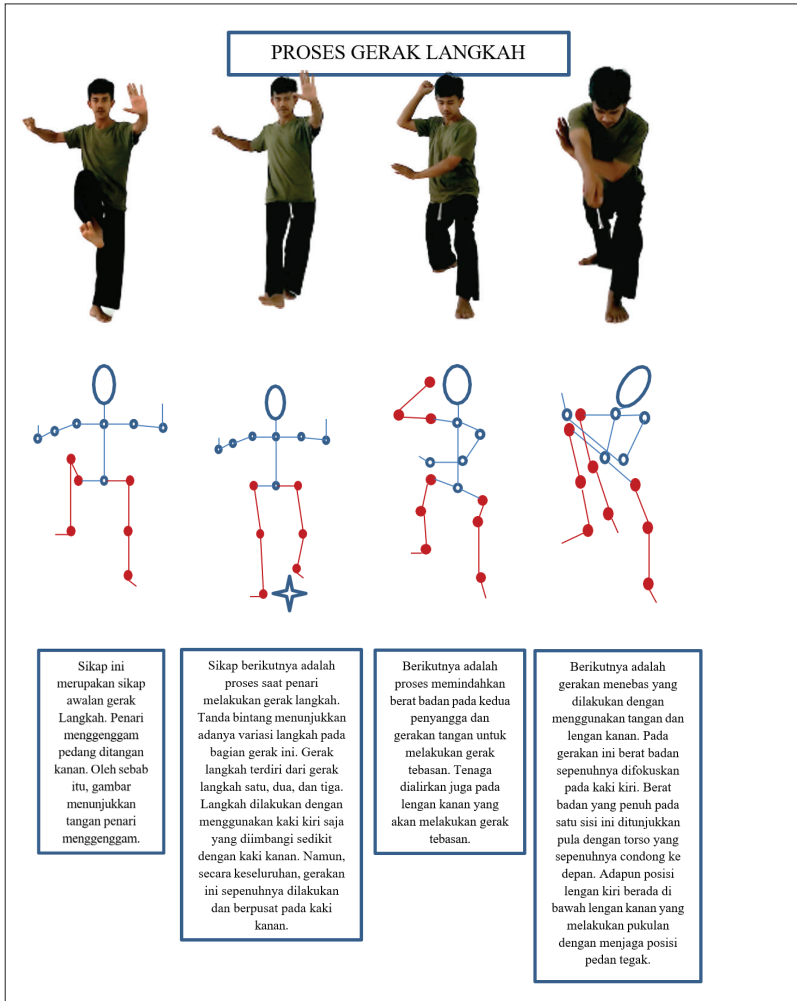 PROSES GERAK LANGKAH
Sikap ini
merupakan sikap
awalan gerak
Langkah. Penari
menggenggam
pedang ditangan
kanan. Oleh sebab
itu, gambar
menunjukkan
tangan penari
menggenggam.
Sikap berikutnya adalah
proses saat penari
melakukan gerak langkah.
Tanda bintang menunjukkan
adanya variasi langkah pada
bagian gerak ini. Gerak
langkah terdiri dari gerak
langkah satu, dua, dan tiga.
Langkah dilakukan dengan
menggunakan kaki kiri saja
yang diimbangi sedikit
dengan kaki kanan. Namun,
secara keseluruhan, gerakan
ini sepenuhnya dilakukan
dan berpusat pada kaki
kanan.
Berikutnya adalah
proses memindahkan
berat badan pada kedua
penyangga dan
gerakan tangan untuk
melakukan gerak
tebasan. Tenaga
dialirkan juga pada
lengan kanan yang
akan melakukan gerak
tebasan.
Berikutnya adalah
gerakan menebas yang
dilakukan dengan
menggunakan tangan dan
lengan kanan. Pada
gerakan ini berat badan
sepenuhnya difokuskan
pada kaki kiri. Berat
badan yang penuh pada
satu sisi ini ditunjukkan
pula dengan torso yang
sepenuhnya condong ke
depan. Adapun posisi
lengan kiri berada di
bawah lengan kanan yang
melakukan pukulan
dengan menjaga posisi
pedan tegak.